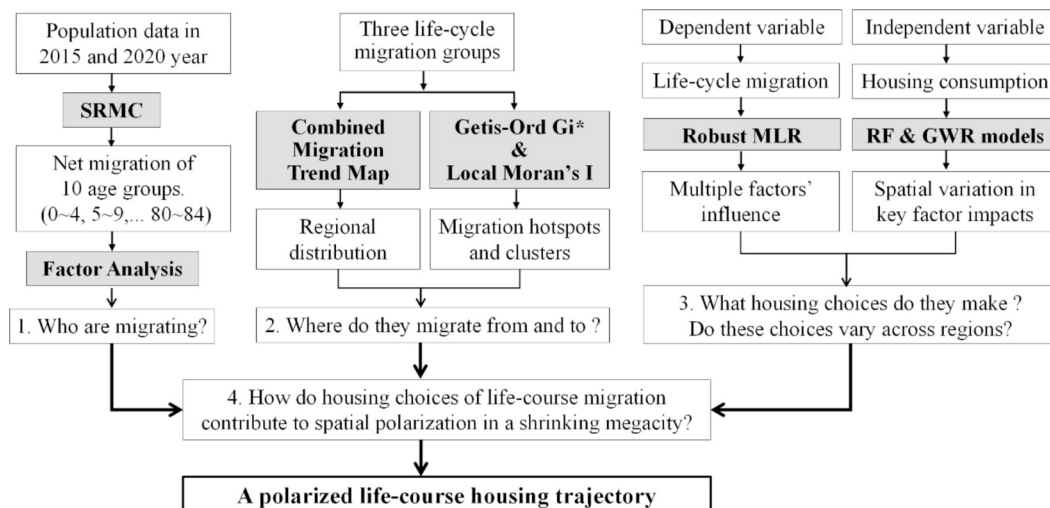 Population data in
2015 and 2020 year
SRMC
Net migration of
10 age groups.
(0~4, 5~9,... 80~84)
Factor Analysis
1. Who are migrating?
Three life-cycle
migration groups
Combined
Migration
Trend Map
Getis-Ord Gi*
&
Local Moran's I
Regional
distribution
Migration hotspots
and clusters
2. Where do they migrate from and to ?
Dependent variable
Independent variable
Life-cycle migration
Housing consumption
Robust MLR
RF & GWR models
Multiple factors'
influence
Spatial variation in
key factor impacts
3. What housing choices do they make ?
Do these choices vary across regions?
4. How do housing choices of life-course migration
contribute to spatial polarization in a shrinking megacity?
A polarized life-course housing trajectory